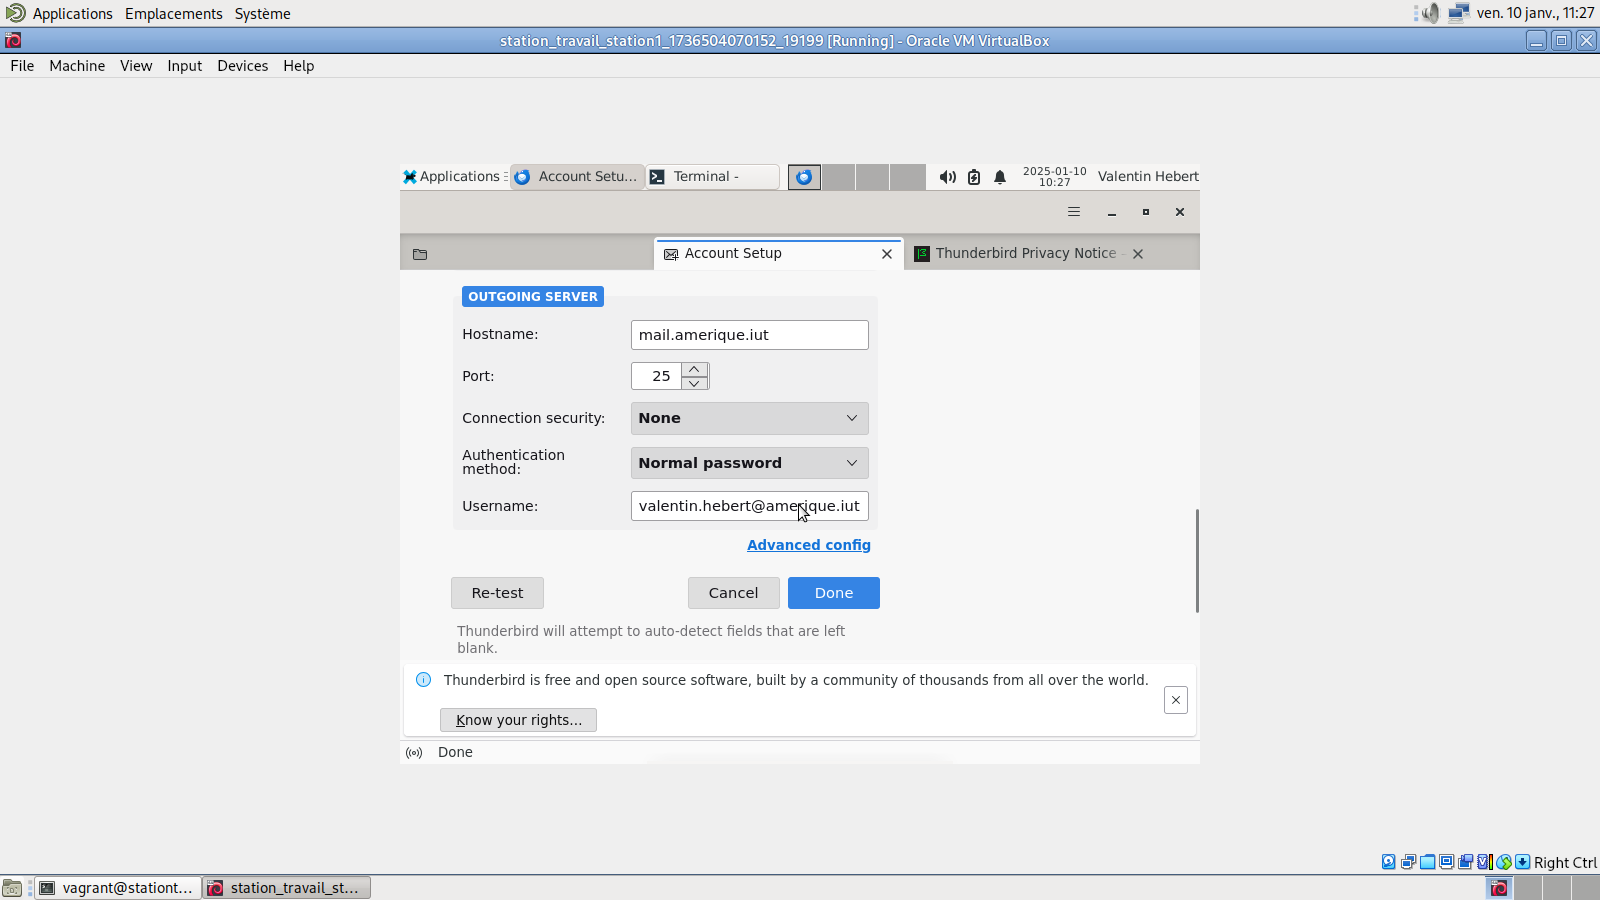 Applications Emplacements Système ven. 10 janv., 11:27
station_travail_station1_1736504070152_19199 [Running] - Oracle VM VirtualBox
File Machine View Input Devices Help
Applications Account Setu... Terminal - 2025-01-10 10:27 Valentin Hebert
Account Setup Thunderbird Privacy Notice -
OUTGOING SERVER
Hostname: mail.amerique.iut
Port: 25
Connection security: None
Authentication method: Normal password
Username: valentin.hebert@amerique.iut
Advanced config
Re-test Cancel Done
Thunderbird will attempt to auto-detect fields that are left
blank.
Thunderbird is free and open source software, built by a community of thousands from all over the world.
Know your rights...
Done
Right Ctrl
vagrant@stationt... station_travail_st...